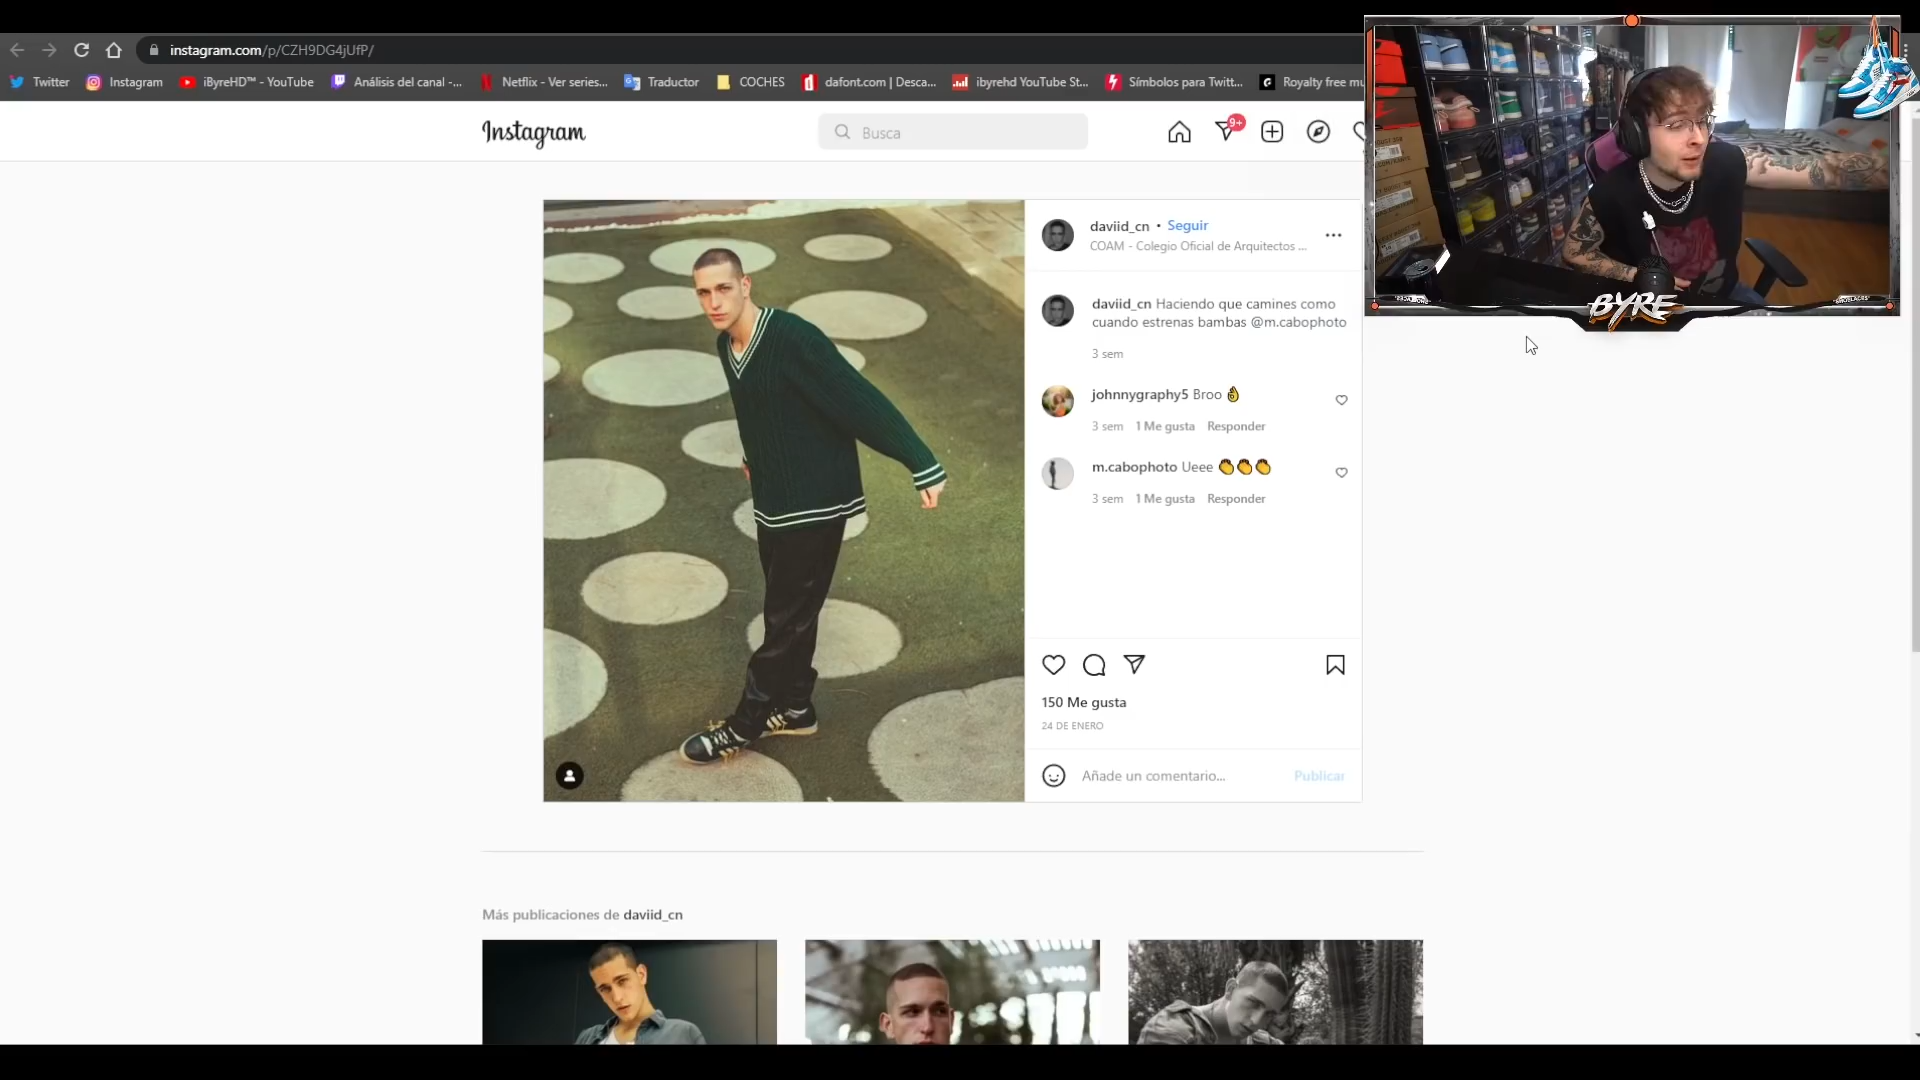 instagram.com/p/CZH9DG4jUfP/
Twitter
Instagram
iByreHD™ - YouTube
Análisis del canal -...
Netflix - Ver series...
Traductor
COCHES
dafont.com | Desca...
ibyrehd YouTube St...
Símbolos para Twitt...
Royalty free mu
Instagram
Busca
9+
daviid_cn • Seguir
COAM - Colegio Oficial de Arquitectos ...
daviid_cn Haciendo que camines como
cuando estrenas bambas @m.cabophoto
3 sem
johnnygraphy5 Broo 👌
3 sem 1 Me gusta Responder
m.cabophoto Ueee 👏👏👏
3 sem 1 Me gusta Responder
150 Me gusta
24 DE ENERO
Añade un comentario...
Publicar
Más publicaciones de daviid_cn
BYRE